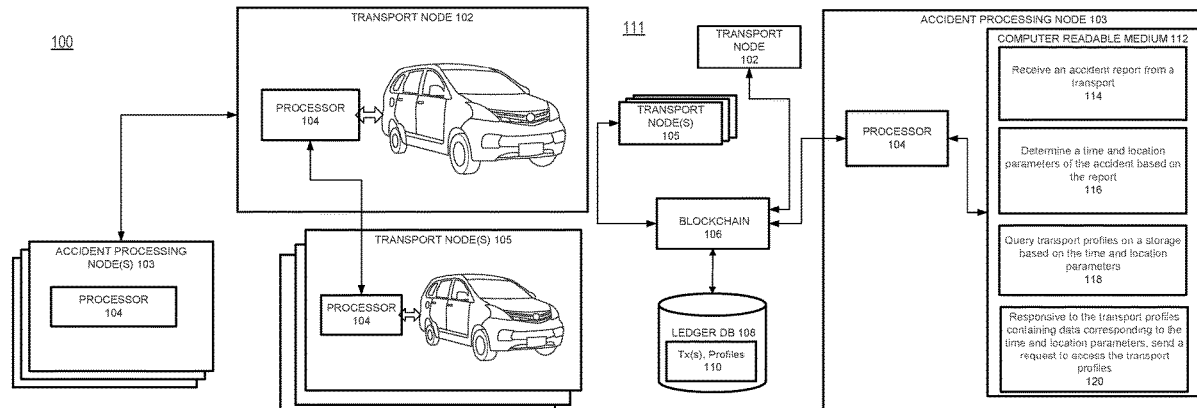 100
TRANSPORT NODE 102
PROCESSOR
104
ACCIDENT PROCESSING
NODE(S) 103
PROCESSOR
104
TRANSPORT NODE(S) 105
PROCESSOR
104
111
TRANSPORT
NODE
102
TRANSPORT
NODE(S)
105
BLOCKCHAIN
106
LEDGER DB 108
Tx(s), Profiles
110
ACCIDENT PROCESSING NODE 103
PROCESSOR
104
COMPUTER READABLE MEDIUM 112
Receive an accident report from a
transport
114
Determine a time and location
parameters of the accident based on
the report
116
Query transport profiles on a storage
based on the time and location
parameters
118
Responsive to the transport profiles
containing data corresponding to the
time and location parameters, send a
request to access the transport
profiles
120